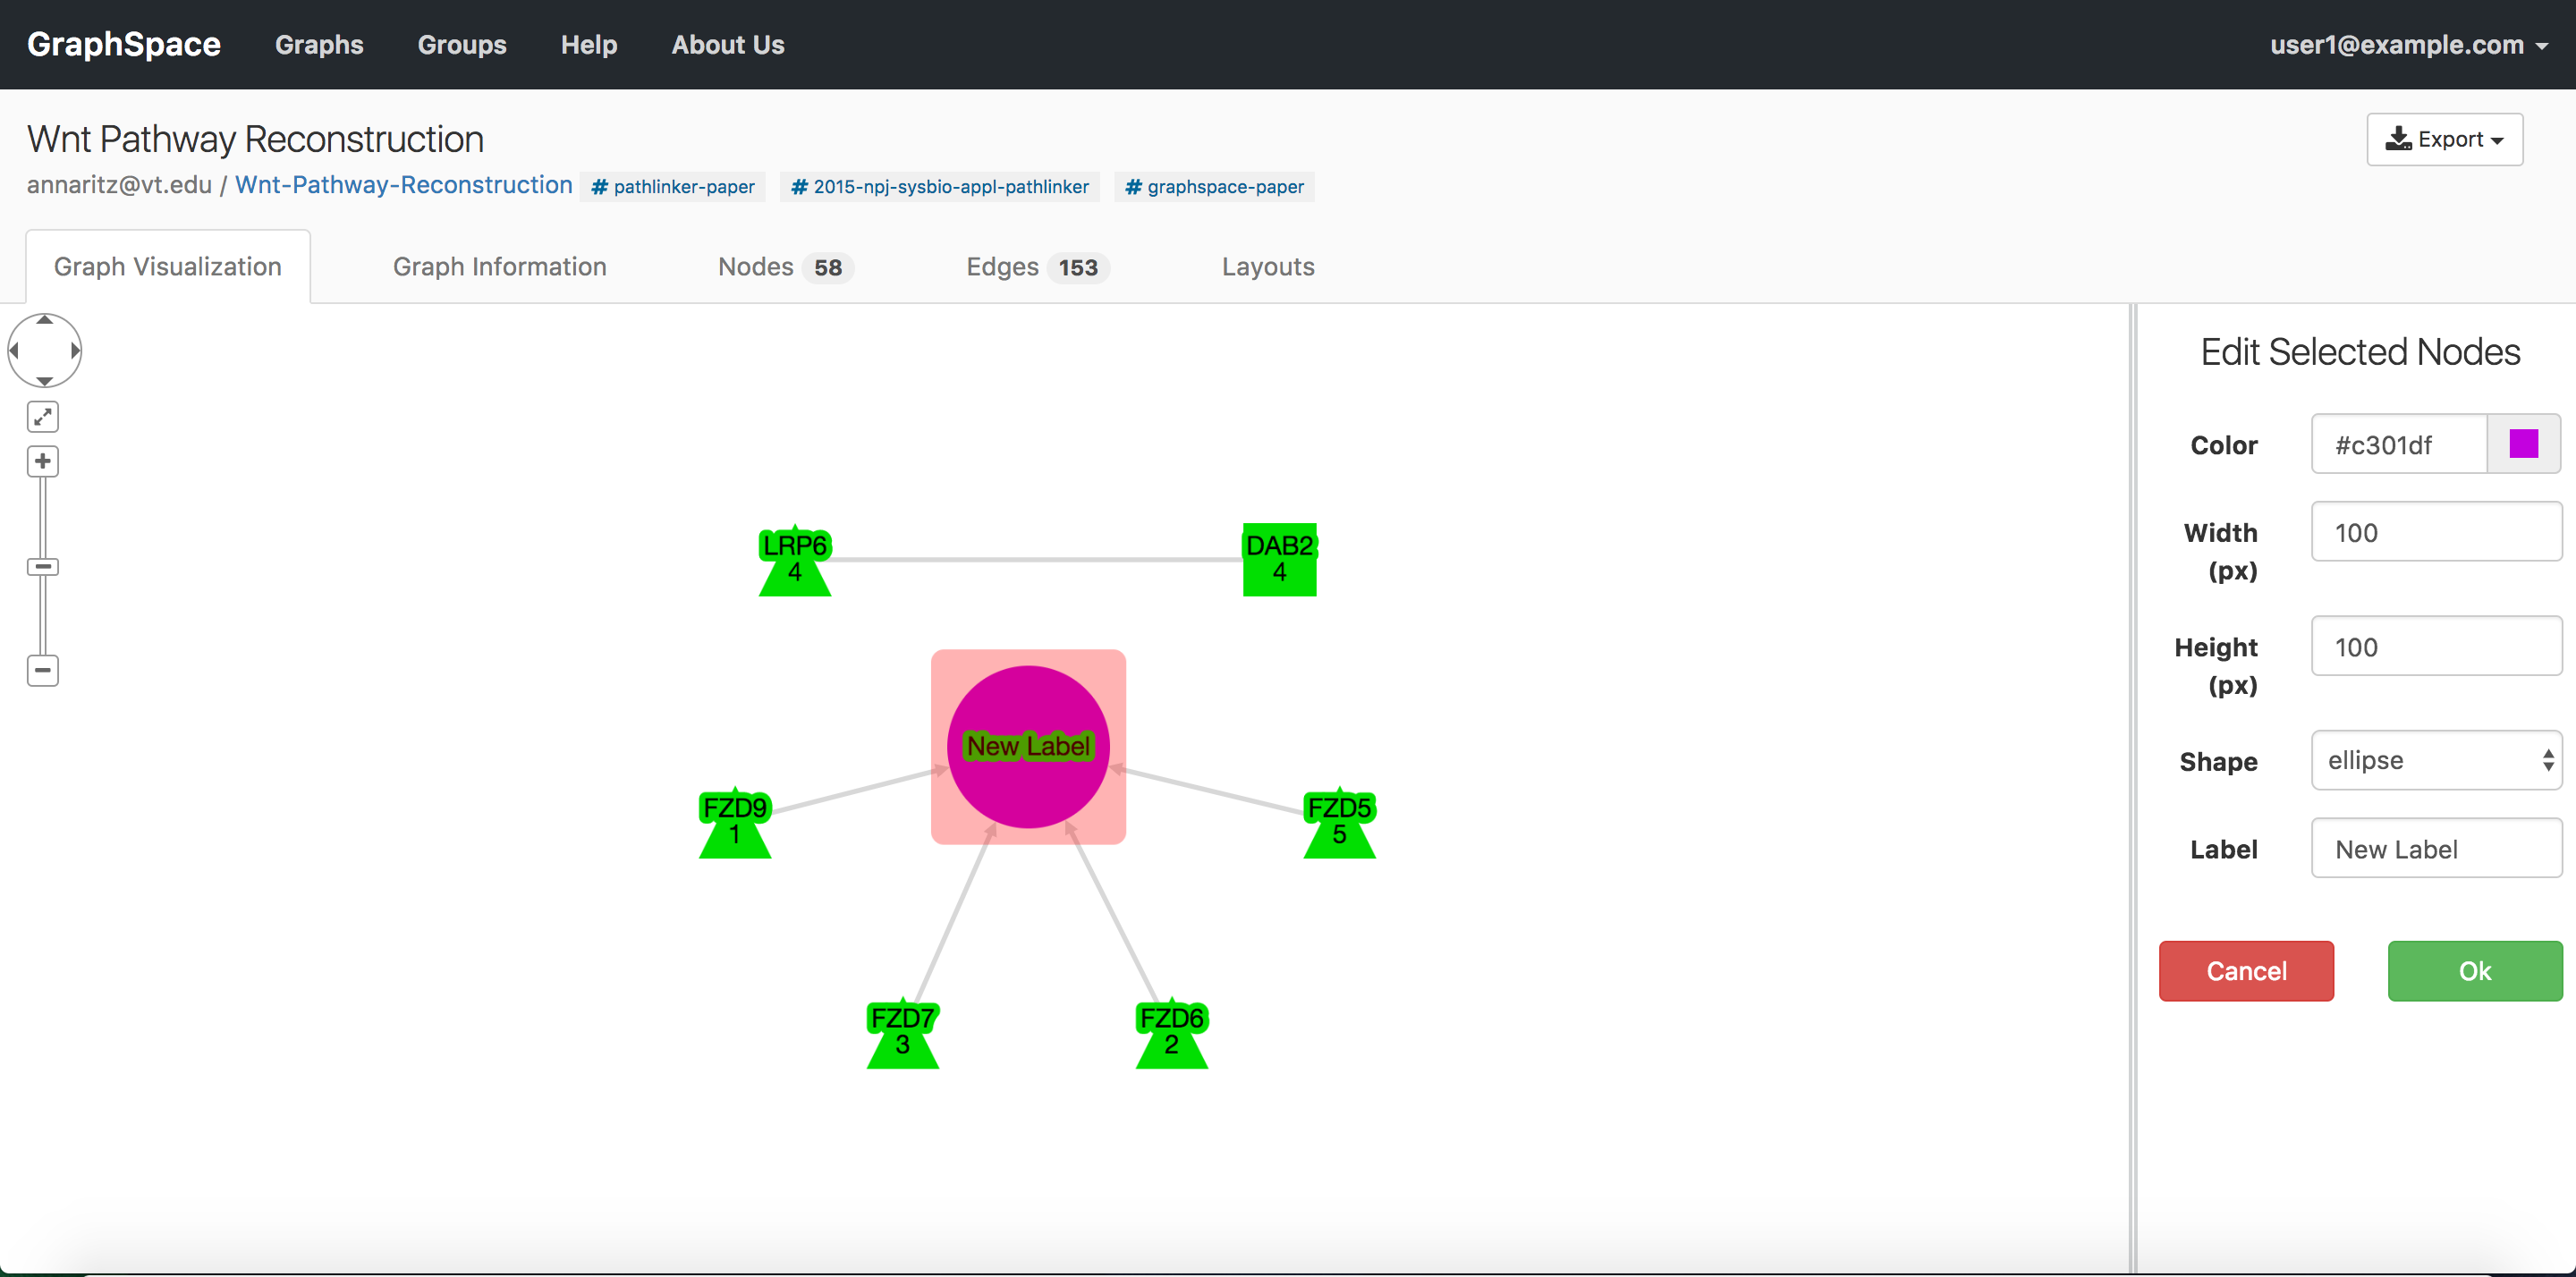 GraphSpace Graphs Groups Help About Us user1@example.com
Wnt Pathway Reconstruction
Export
annaritz@vt.edu / Wnt-Pathway-Reconstruction # pathlinker-paper # 2015-npj-sysbio-appl-pathlinker # graphspace-paper
Graph Visualization Graph Information Nodes 58 Edges 153 Layouts
LRP6
4
DAB2
4
New Label
FZD9
1
FZD5
5
FZD7
3
FZD6
2
Edit Selected Nodes
Color #c301df
Width
(px)
100
Height
(px)
100
Shape ellipse
Label New Label
Cancel Ok